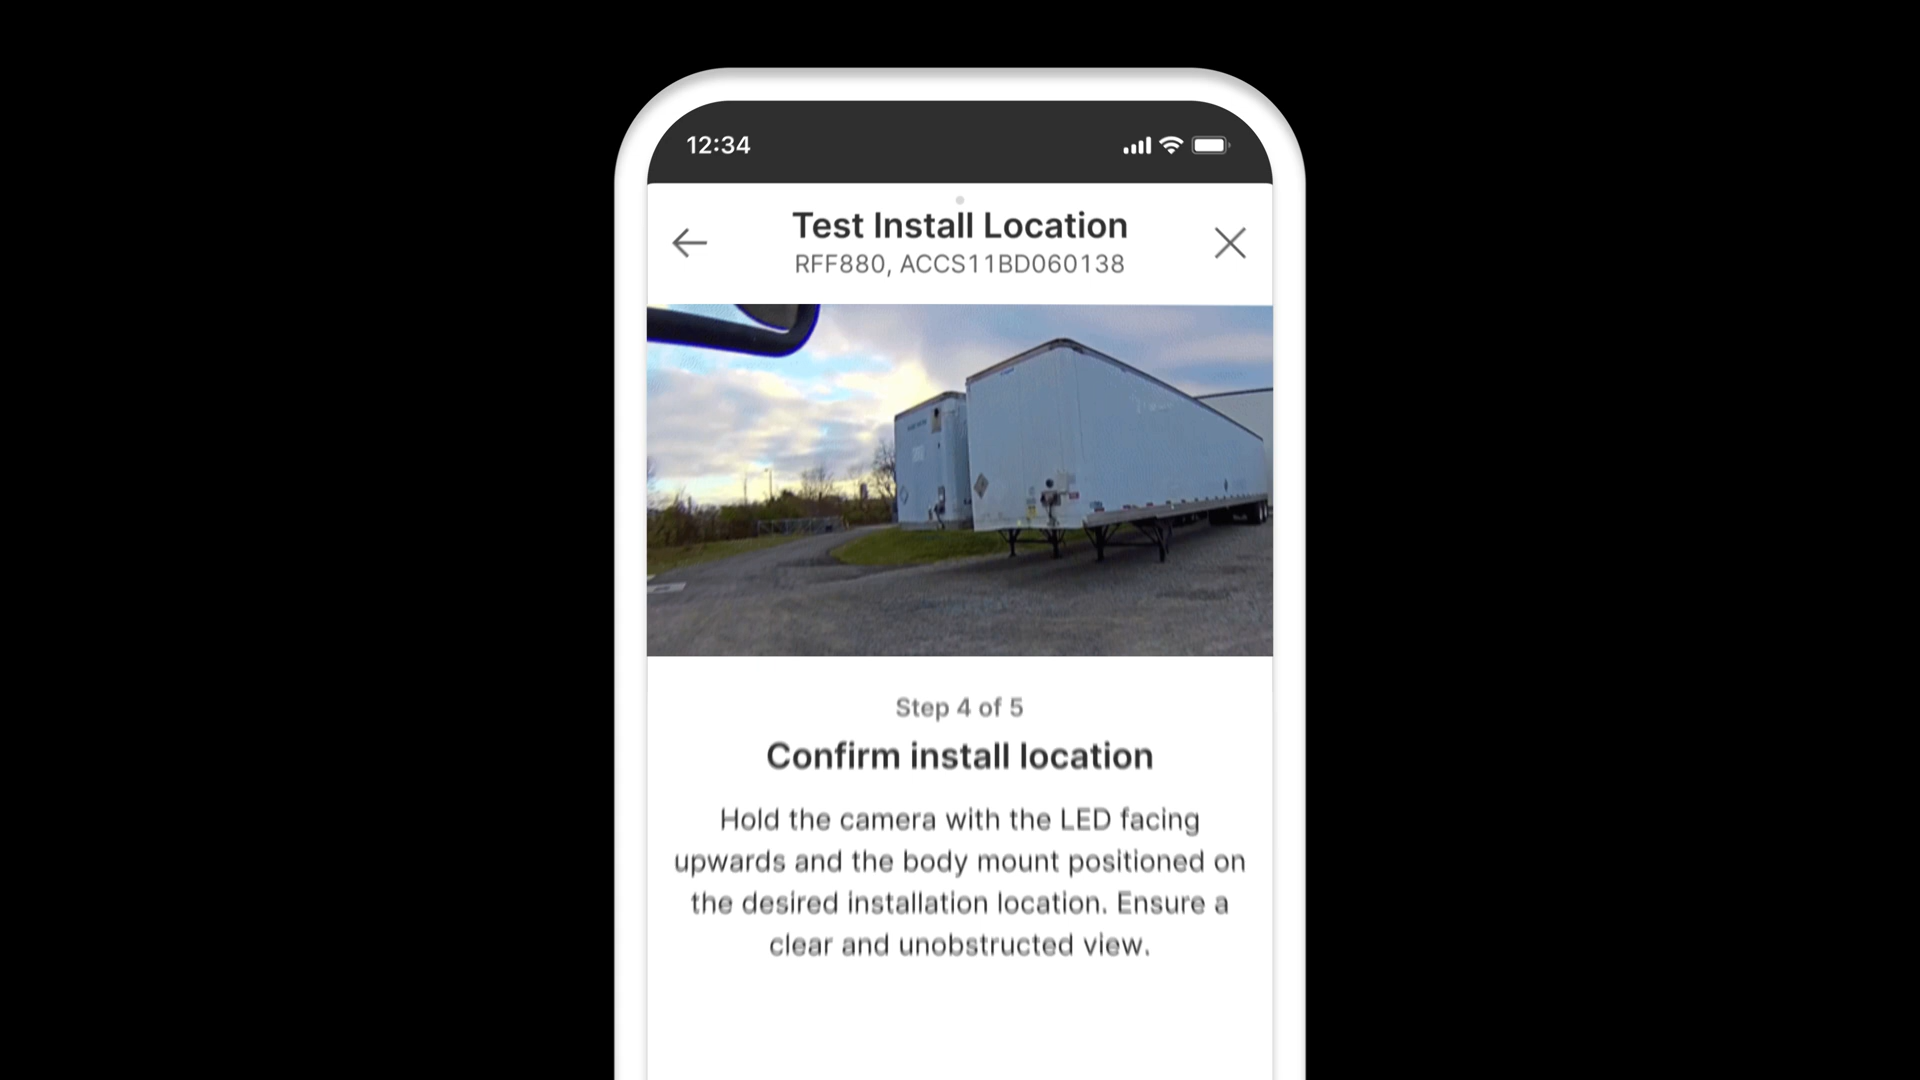 12:34
Test Install Location
RFF880, ACCS11BD060138
Step 4 of 5
Confirm install location
Hold the camera with the LED facing
upwards and the body mount positioned on
the desired installation location. Ensure a
clear and unobstructed view.